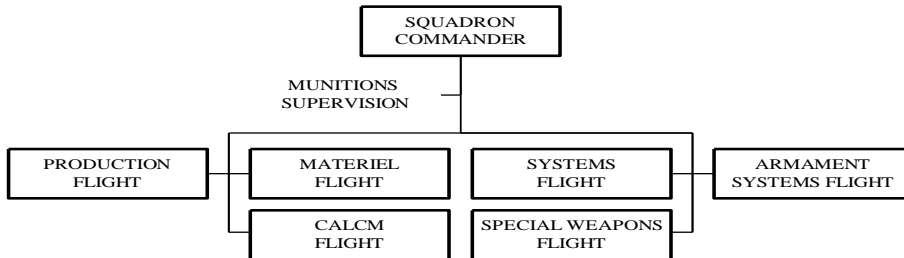 SQUADRON
COMMANDER
MUNITIONS
SUPERVISION
PRODUCTION
FLIGHT
MATERIEL
FLIGHT
SYSTEMS
FLIGHT
ARMAMENT
SYSTEMS FLIGHT
CALCM
FLIGHT
SPECIAL WEAPONS
FLIGHT